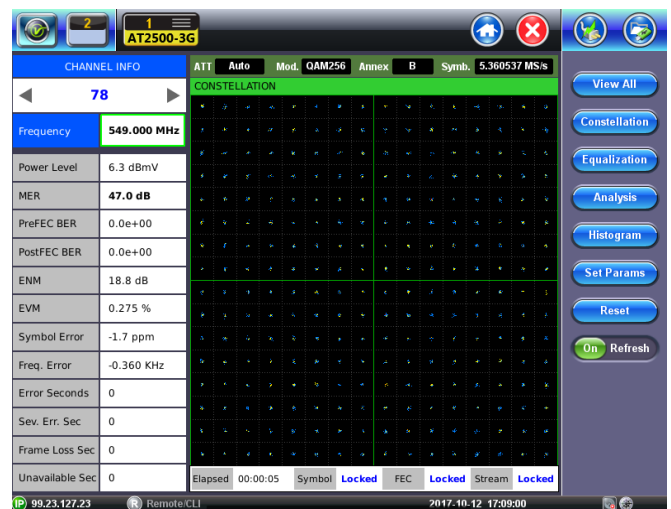 2
1
AT2500-3G
CHANNEL INFO
78
Frequency 549.000 MHz
Power Level 6.3 dBmV
MER 47.0 dB
PreFEC BER 0.0e+00
PostFEC BER 0.0e+00
ENM 18.8 dB
EVM 0.275 %
Symbol Error -1.7 ppm
Freq. Error -0.360 KHz
Error Seconds 0
Sev. Err. Sec 0
Frame Loss Sec 0
Unavailable Sec 0
ATT Auto Mod. QAM256 Annex B Symb. 5.360537 MS/s
CONSTELLATION
Elapsed 00:00:05 Symbol Locked FEC Locked Stream Locked
View All
Constellation
Equalization
Analysis
Histogram
Set Params
Reset
On Refresh
IP 99.23.127.23 R Remote/CLI 2017-10-12 17:09:00